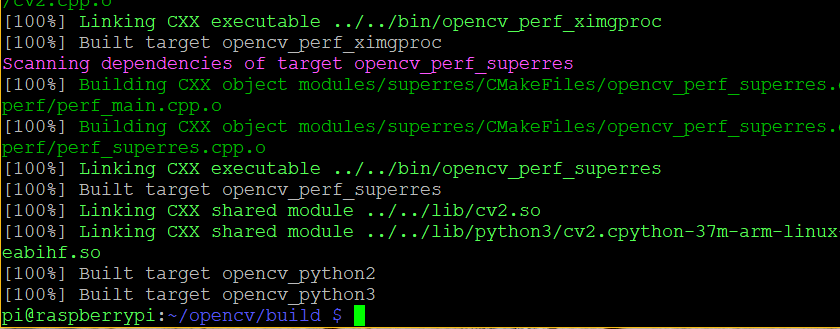 /cv2.cpp.o
[100%] Linking CXX executable ../../bin/opencv_perf_ximgproc
[100%] Built target opencv_perf_ximgproc
Scanning dependencies of target opencv_perf_superres
[100%] Building CXX object modules/superres/CMakeFiles/opencv_perf_superres.
perf/perf_main.cpp.o
[100%] Building CXX object modules/superres/CMakeFiles/opencv_perf_superres.
perf/perf_superres.cpp.o
[100%] Linking CXX executable ../../bin/opencv_perf_superres
[100%] Built target opencv_perf_superres
[100%] Linking CXX shared module ../../lib/cv2.so
[100%] Linking CXX shared module ../../lib/python3/cv2.cpython-37m-arm-linux-
eabihf.so
[100%] Built target opencv_python2
[100%] Built target opencv_python3
pi@raspberrypi:~/opencv/build $